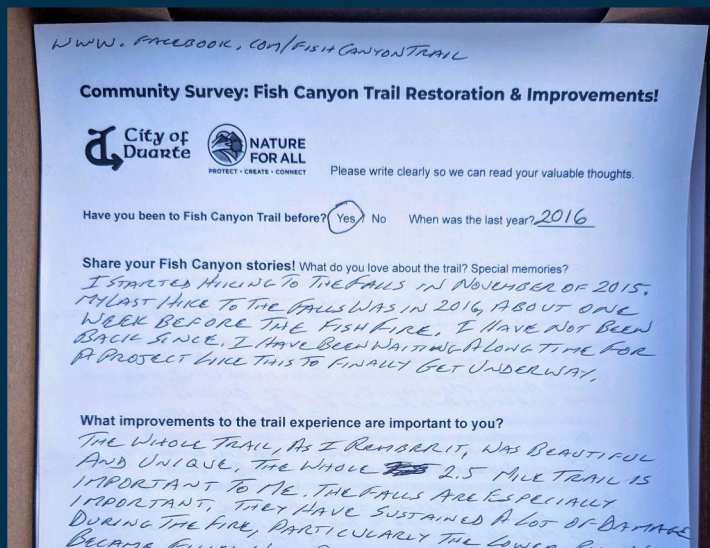 WWW.FACEBOOK.COM/FISHCANYONTRAIL
Community Survey: Fish Canyon Trail Restoration & Improvements!
City of
Duarte
NATURE
FOR ALL
PROTECT • CREATE • CONNECT
Please write clearly so we can read your valuable thoughts.
Have you been to Fish Canyon Trail before? Yes / No When was the last year? 2016
Share your Fish Canyon stories! What do you love about the trail? Special memories?
I STARTED HIKING TO THE FALLS IN NOVEMBER OF 2015.
MY LAST HIKE TO THE FALLS WAS IN 2016, ABOUT ONE
WEEK BEFORE THE FISH FIRE. I HAVE NOT BEEN
BACK SINCE. I HAVE BEEN WAITING A LONG TIME FOR
A PROJECT LIKE THIS TO FINALLY GET UNDERWAY.
What improvements to the trail experience are important to you?
THE WHOLE TRAIL, AS I REMBER IT, WAS BEAUTIFUL
AND UNIQUE. THE WHOLE 2.5 MILE TRAIL IS
IMPORTANT TO ME. THE FALLS ARE ESPECIALLY
IMPORTANT. THEY HAVE SUSTAINED A LOT OF DAMAGE
DURING THE FIRE, PARTICULARLY THE LOWER
BECAME